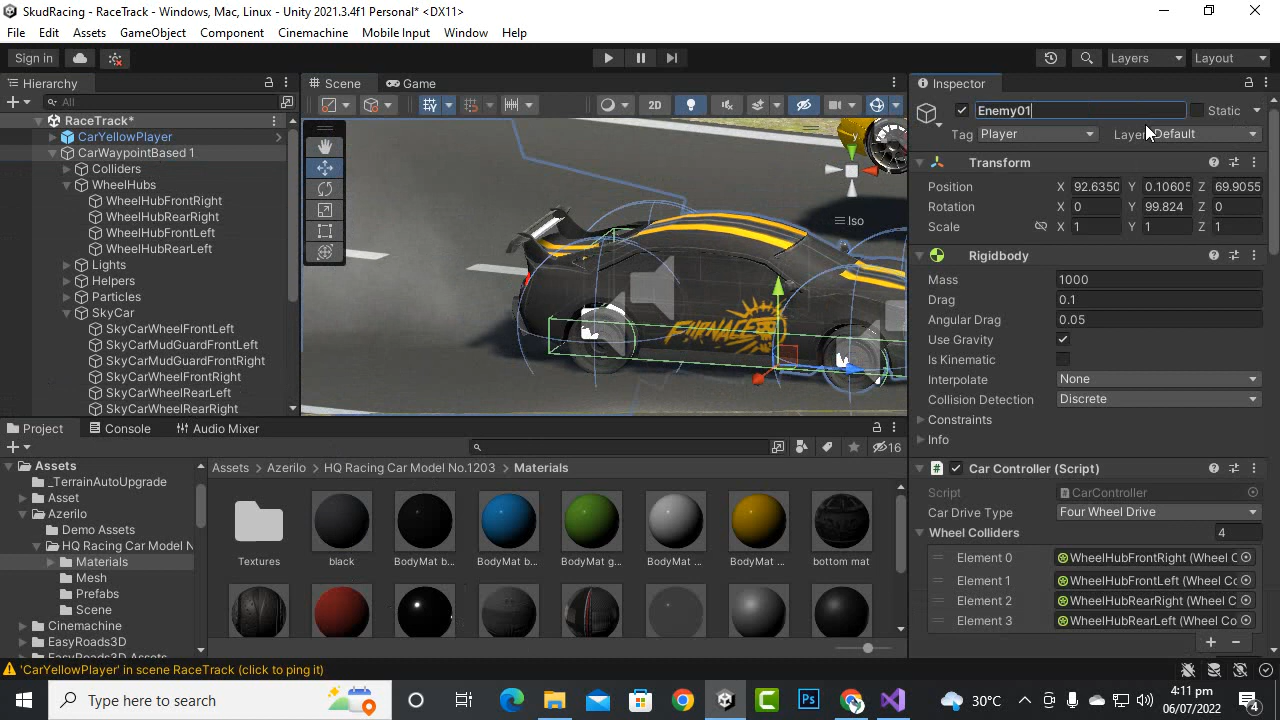 SkudRacing - RaceTrack - Windows, Mac, Linux - Unity 2021.3.4f1 Personal* <DX11>
File Edit Assets GameObject Component Cinemachine Mobile Input Window Help
Sign in Layers Layout
Hierarchy Scene Game Inspector
All
2D
RaceTrack*
CarYellowPlayer
CarWaypointBased 1
Colliders
WheelHubs
WheelHubFrontRight
WheelHubRearRight
WheelHubFrontLeft
WheelHubRearLeft
Lights
Helpers
Particles
SkyCar
SkyCarWheelFrontLeft
SkyCarMudGuardFrontLeft
SkyCarMudGuardFrontRight
SkyCarWheelFrontRight
SkyCarWheelRearLeft
SkyCarWheelRearRight
y
x
Iso
FURNACE
Enemy01 Static
Tag Player Layer Default
Transform
Position X 92.6350 Y 0.10605 Z 69.9055
Rotation X 0 Y 99.824 Z 0
Scale X 1 Y 1 Z 1
Rigidbody
Mass 1000
Drag 0.1
Angular Drag 0.05
Use Gravity
Is Kinematic
Interpolate None
Collision Detection Discrete
Constraints
Info
Car Controller (Script)
Script CarController
Car Drive Type Four Wheel Drive
Wheel Colliders 4
Element 0 WheelHubFrontRight (Wheel C
Element 1 WheelHubFrontLeft (Wheel Co
Element 2 WheelHubRearRight (Wheel C
Element 3 WheelHubRearLeft (Wheel Co
Project Console Audio Mixer
16
Assets
_TerrainAutoUpgrade
Asset
Azerilo
Demo Assets
HQ Racing Car Model N
Materials
Mesh
Prefabs
Scene
Cinemachine
EasyRoads3D
EasyRoads3D Assets
Assets > Azerilo > HQ Racing Car Model No.1203 > Materials
Textures black BodyMat b... BodyMat b... BodyMat g... BodyMat ... BodyMat ... bottom mat
'CarYellowPlayer' in scene RaceTrack (click to ping it)
Type here to search
30°C
4:11 pm
06/07/2022
4